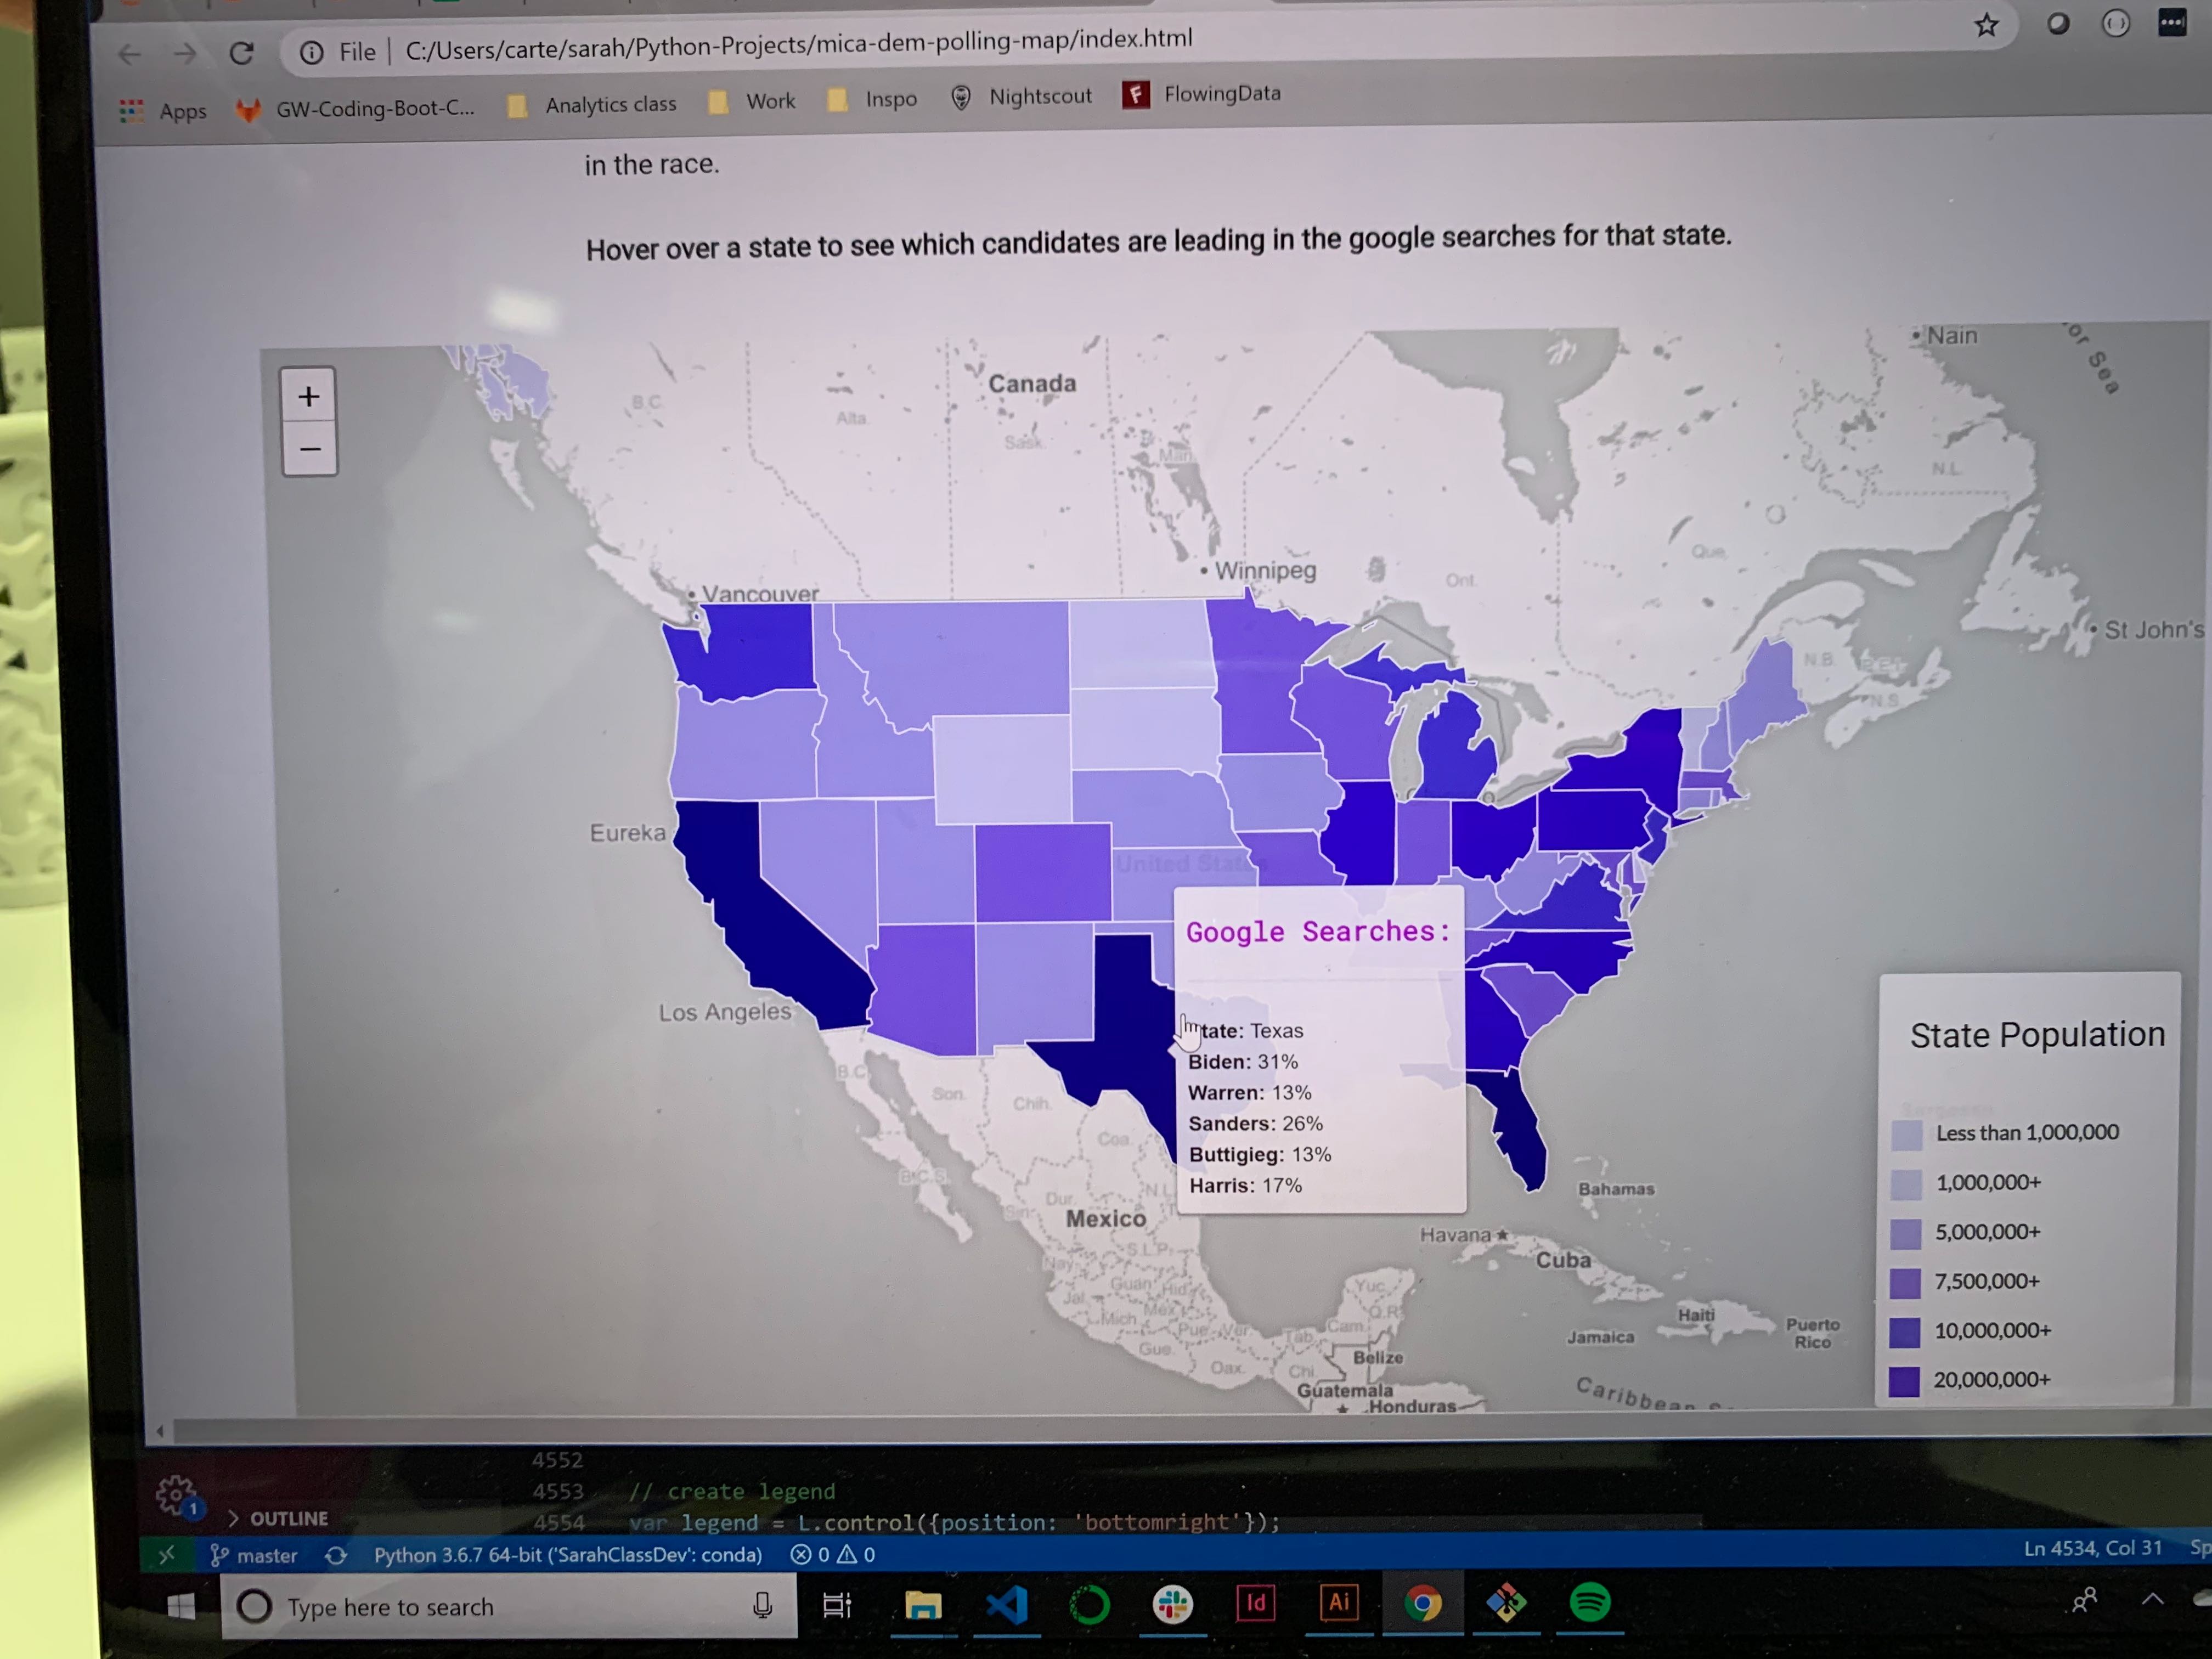 File | C:/Users/carte/sarah/Python-Projects/mica-dem-polling-map/index.html
Apps GW-Coding-Boot-C... Analytics class Work Inspo Nightscout FlowingData
in the race.
Hover over a state to see which candidates are leading in the google searches for that state.
+
−
Nain
or Sea
Canada
B.C.
Alta.
Sask.
Man.
N.L.
Que.
Ont.
Winnipeg
Vancouver
St John's
N.B.
P.E.I.
N.S.
Eureka
United States
Los Angeles
Google Searches:
tate: Texas
Biden: 31%
Warren: 13%
Sanders: 26%
Buttigieg: 13%
Harris: 17%
State Population
Less than 1,000,000
1,000,000+
5,000,000+
7,500,000+
10,000,000+
20,000,000+
B.C.
Son.
Chih.
Coa.
B.C.S.
Dur.
Sin.
N.L.
Mexico
S.L.P.
Nay.
Guan.
Hid.
Jal.
Mex.
Mich.
Pue.
Ver.
Gue.
Oax.
Tab.
Cam.
Yuc.
Q.R.
Chi.
Belize
Guatemala
Honduras
Bahamas
Havana
Cuba
Haiti
Jamaica
Puerto
Rico
Caribbean
4552
4553 // create legend
4554 var legend = L.control({position: 'bottomright'});
1
> OUTLINE
master Python 3.6.7 64-bit ('SarahClassDev': conda) 0 0 Ln 4534, Col 31 Sp
Type here to search Id Ai